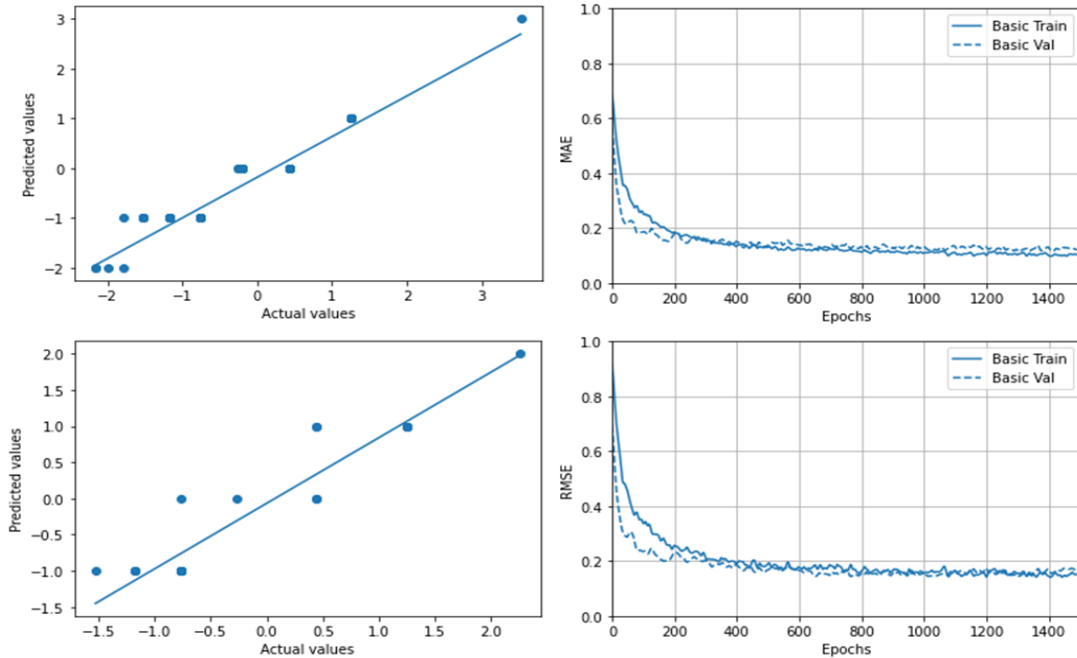 3
2
1
0
−1
−2
Predicted values
−2 −1 0 1 2 3
Actual values
1.0
0.8
0.6
0.4
0.2
0.0
MAE
Basic Train
Basic Val
0 200 400 600 800 1000 1200 1400
Epochs
2.0
1.5
1.0
0.5
0.0
−0.5
−1.0
−1.5
Predicted values
−1.5 −1.0 −0.5 0.0 0.5 1.0 1.5 2.0
Actual values
1.0
0.8
0.6
0.4
0.2
0.0
RMSE
Basic Train
Basic Val
0 200 400 600 800 1000 1200 1400
Epochs